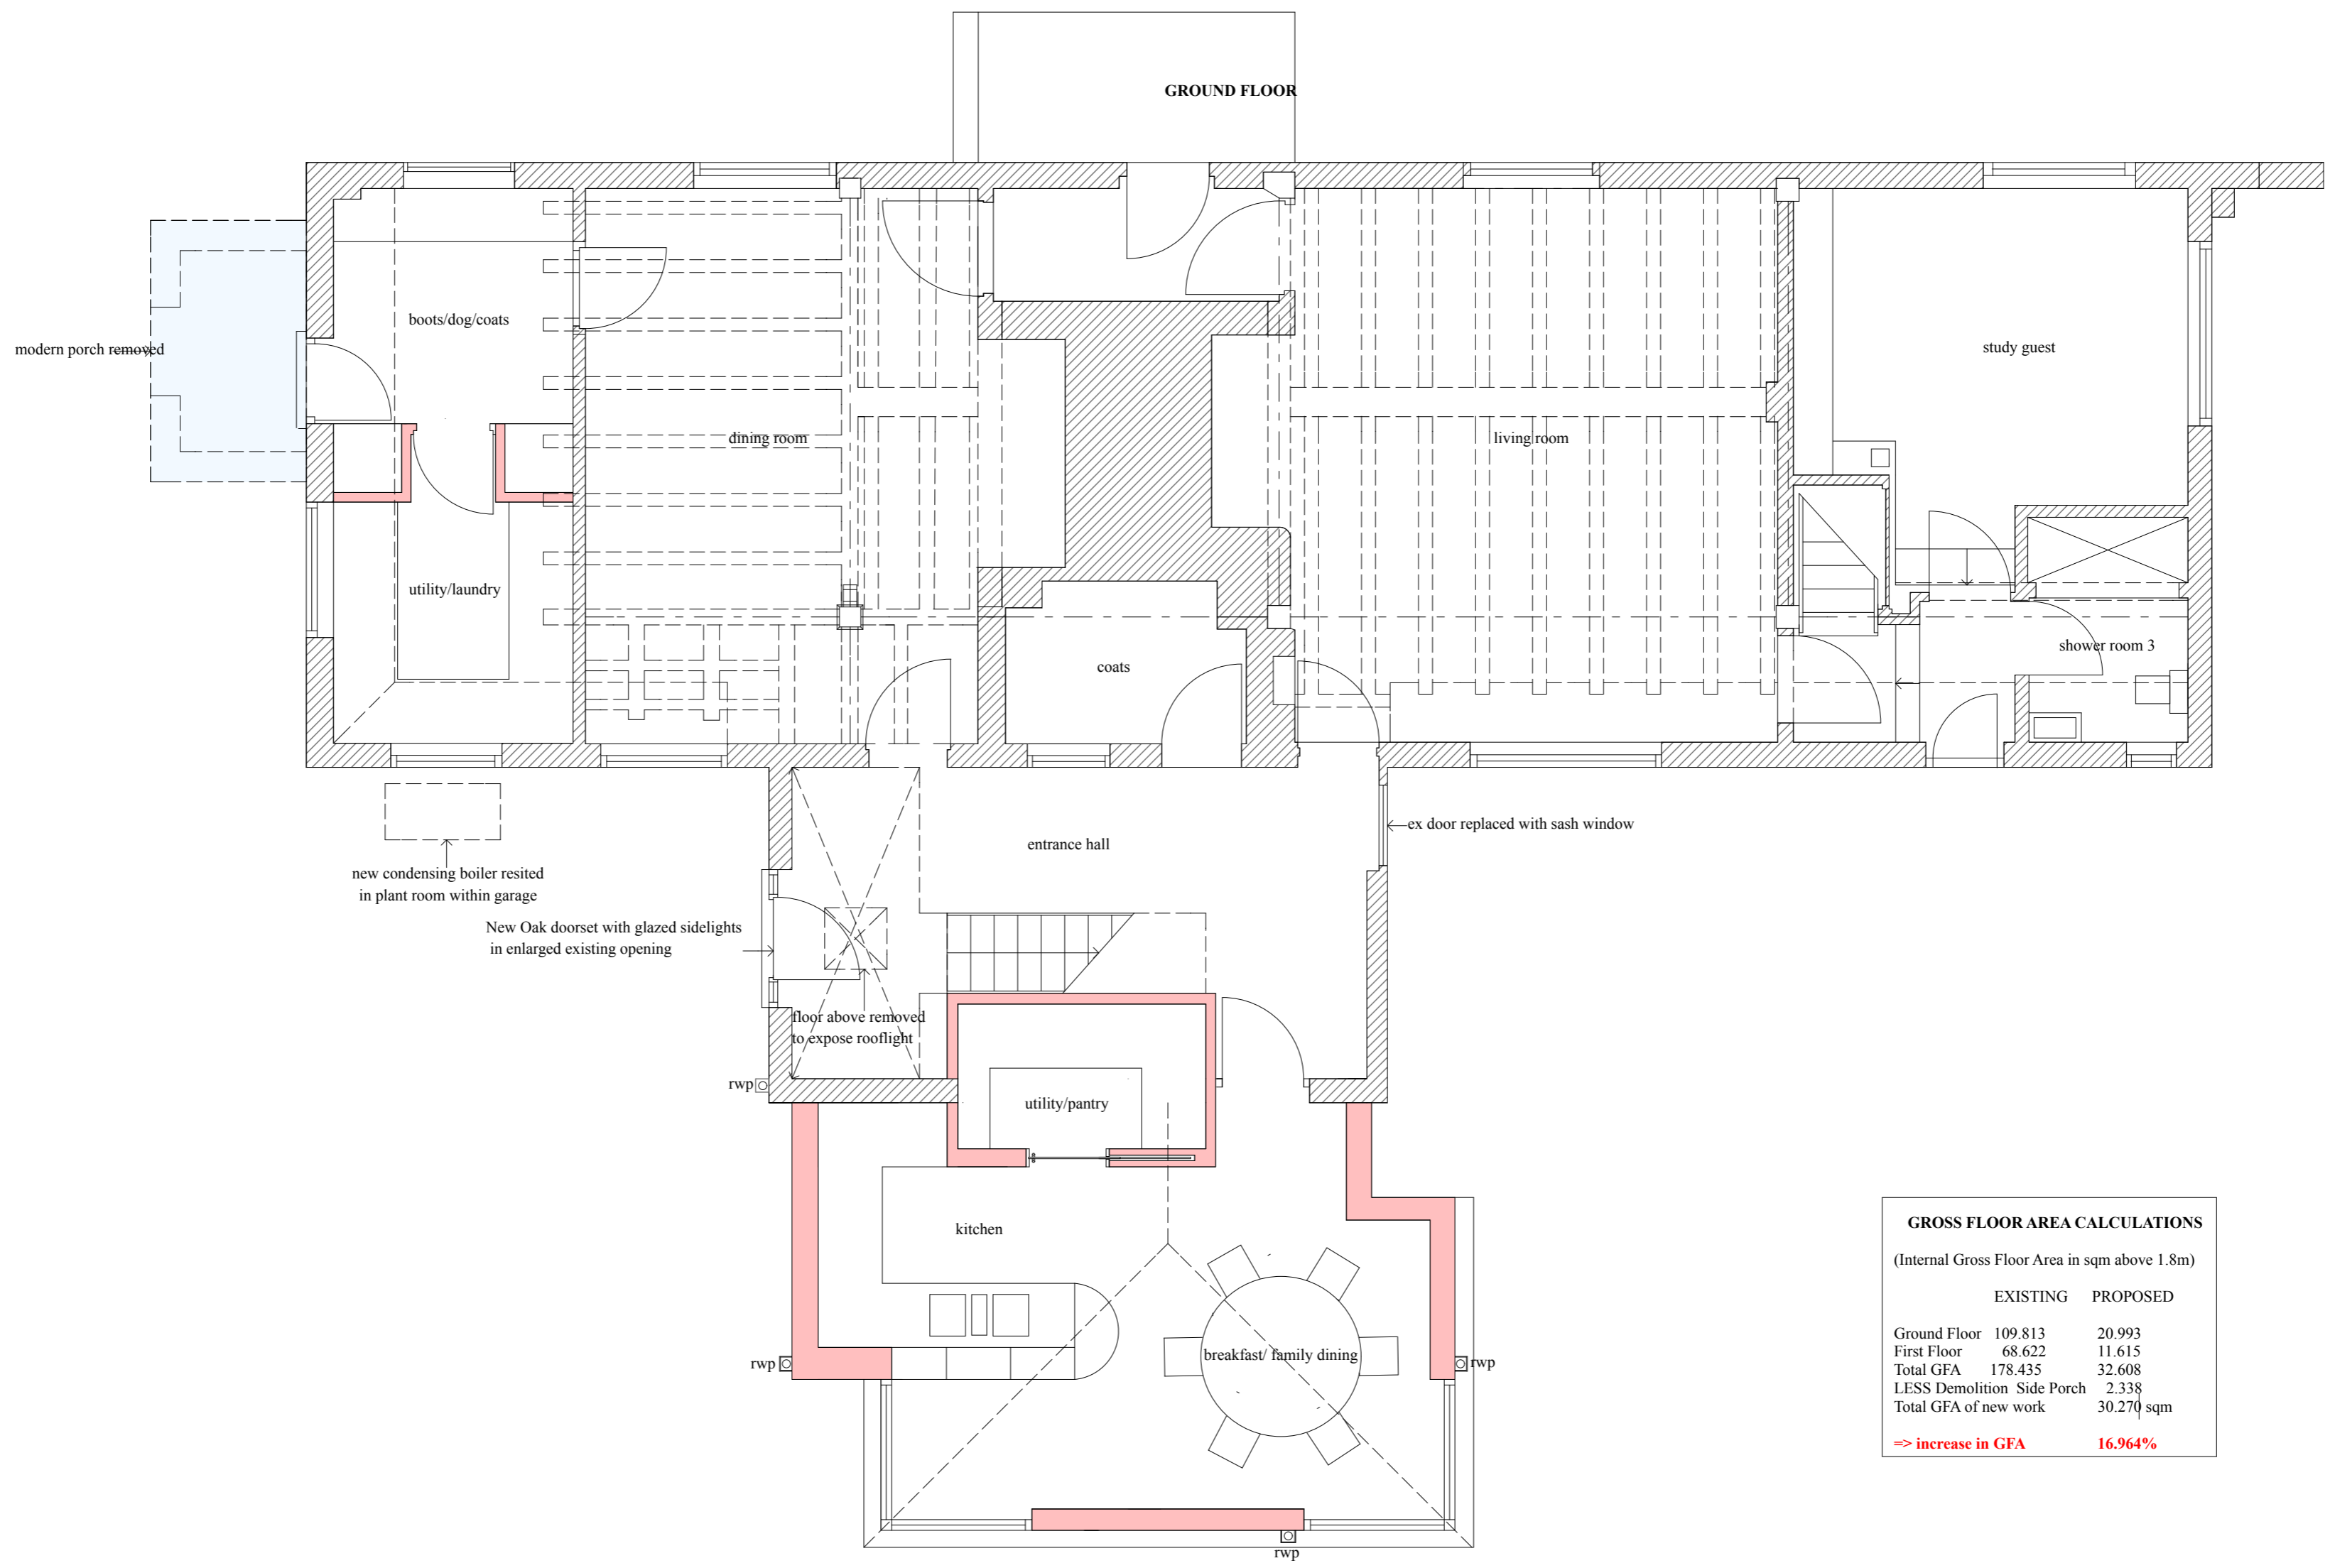 GROUND FLOOR
boots/dog/coats
modern porch removed
study guest
dining room
living room
utility/laundry
shower room 3
coats
ex door replaced with sash window
entrance hall
new condensing boiler resited
in plant room within garage
New Oak doorset with glazed sidelights
in enlarged existing opening
floor above removed
to expose rooflight
rwp
utility/pantry
kitchen
breakfast/ family dining
rwp
rwp
rwp
GROSS FLOOR AREA CALCULATIONS
(Internal Gross Floor Area in sqm above 1.8m)
EXISTING PROPOSED
Ground Floor 109.813 20.993
First Floor 68.622 11.615
Total GFA 178.435 32.608
LESS Demolition Side Porch 2.338
Total GFA of new work 30.270 sqm
=> increase in GFA 16.964%